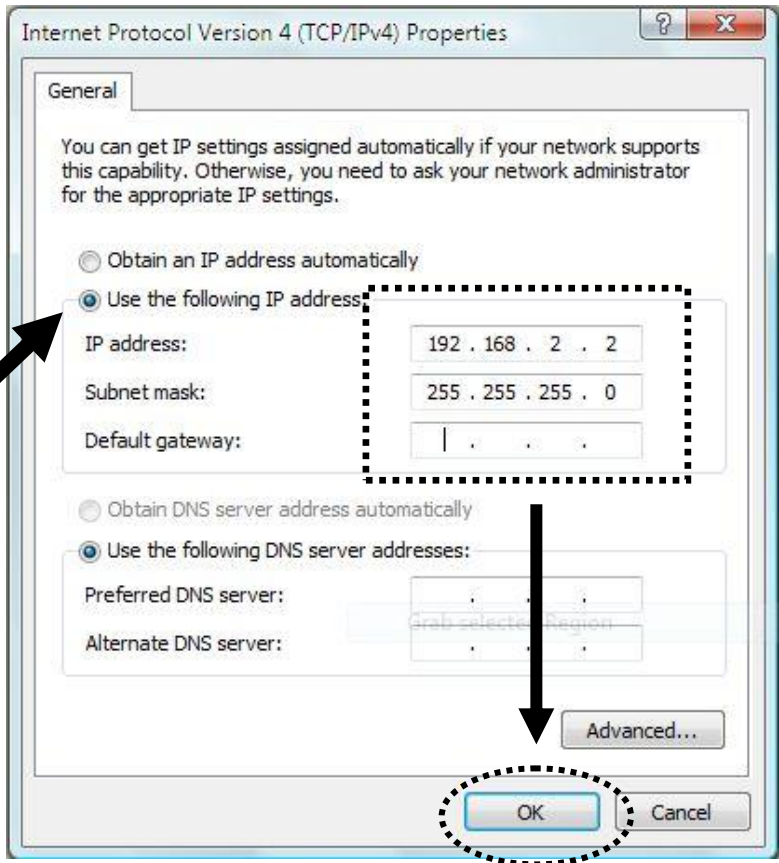 Internet Protocol Version 4 (TCP/IPv4) Properties
General
You can get IP settings assigned automatically if your network supports
this capability. Otherwise, you need to ask your network administrator
for the appropriate IP settings.
Obtain an IP address automatically
Use the following IP address:
IP address: 192 . 168 . 2 . 2
Subnet mask: 255 . 255 . 255 . 0
Default gateway: . . .
Obtain DNS server address automatically
Use the following DNS server addresses:
Preferred DNS server: . . .
Grab selected Region
Alternate DNS server: . . .
Advanced...
OK Cancel